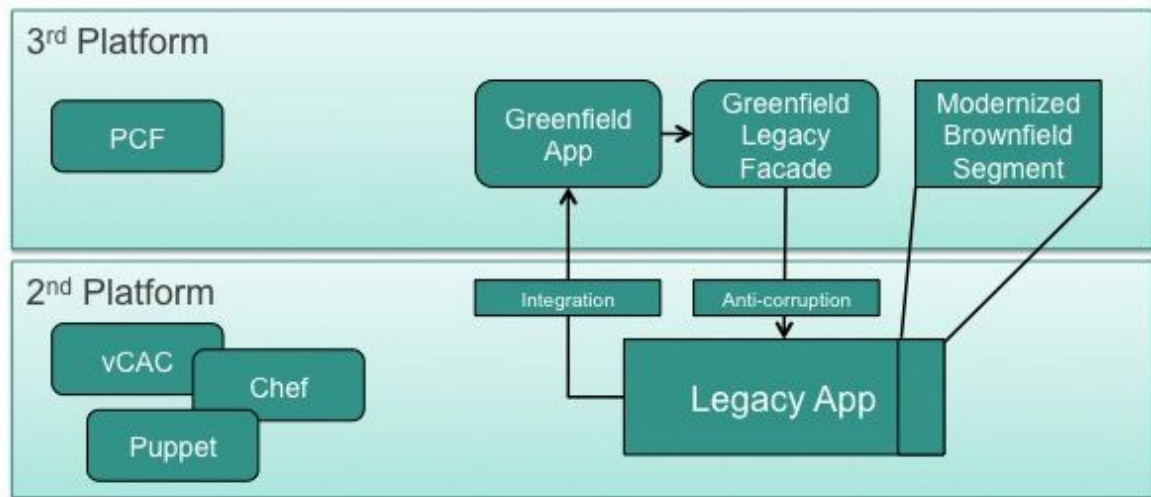 3rd Platform
PCF
Greenfield
App
Greenfield
Legacy
Facade
Modernized
Brownfield
Segment
2nd Platform
Integration
Anti-corruption
vCAC
Chef
Puppet
Legacy App